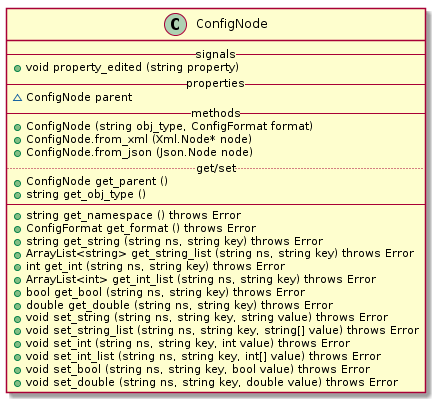 C ConfigNode
signals
void property_edited (string property)
properties
ConfigNode parent
methods
ConfigNode (string obj_type, ConfigFormat format)
ConfigNode.from_xml (Xml.Node* node)
ConfigNode.from_json (Json.Node node)
get/set
ConfigNode get_parent ()
string get_obj_type ()
string get_namespace () throws Error
ConfigFormat get_format () throws Error
string get_string (string ns, string key) throws Error
ArrayList<string> get_string_list (string ns, string key) throws Error
int get_int (string ns, string key) throws Error
ArrayList<int> get_int_list (string ns, string key) throws Error
bool get_bool (string ns, string key) throws Error
double get_double (string ns, string key) throws Error
void set_string (string ns, string key, string value) throws Error
void set_string_list (string ns, string key, string[] value) throws Error
void set_int (string ns, string key, int value) throws Error
void set_int_list (string ns, string key, int[] value) throws Error
void set_bool (string ns, string key, bool value) throws Error
void set_double (string ns, string key, double value) throws Error